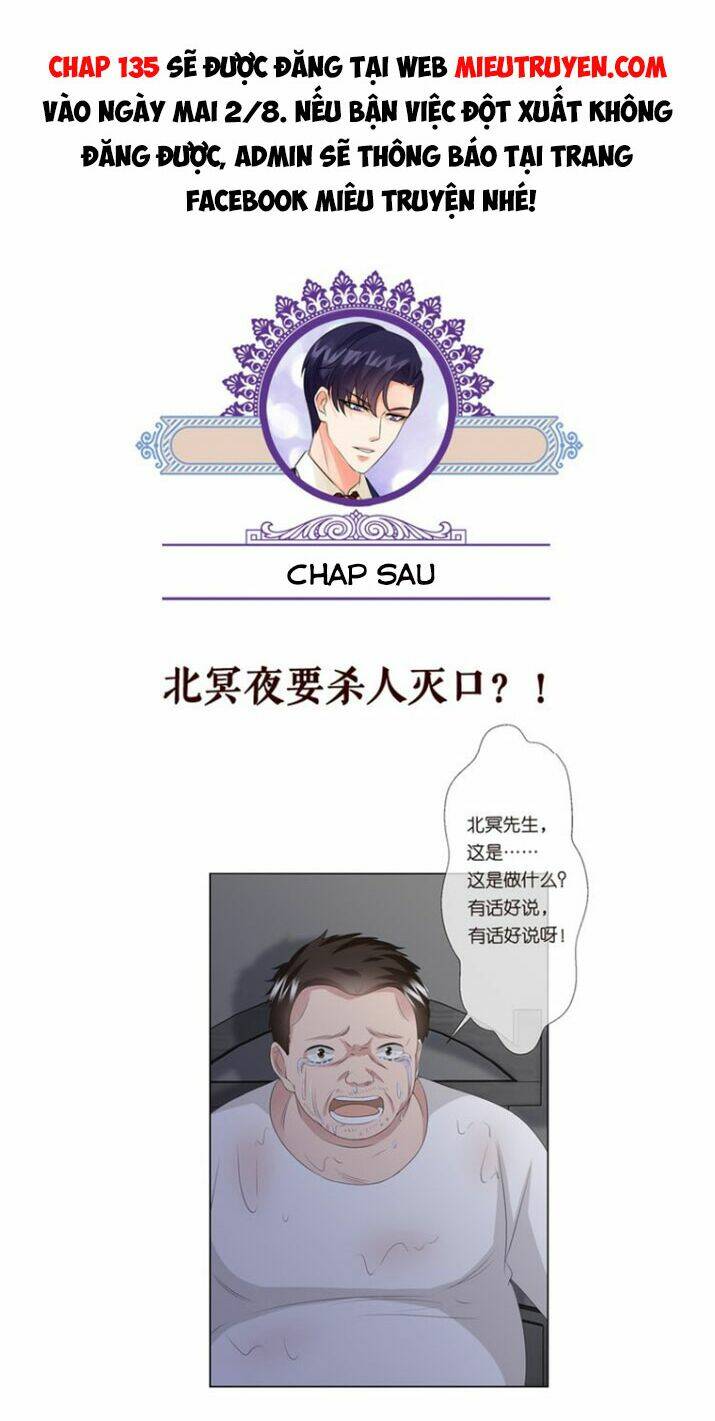 CHAP 135 SẼ ĐƯỢC ĐĂNG TẠI WEB MIEUTRUYEN.COM
VÀO NGÀY MAI 2/8. NẾU BẬN VIỆC ĐỘT XUẤT KHÔNG
ĐĂNG ĐƯỢC, ADMIN SẼ THÔNG BÁO TẠI TRANG
FACEBOOK MIÊU TRUYỆN NHÉ!
CHAP SAU
北冥夜要杀人灭口？！
北冥先生，
这是……
这是做什么？
有话好说，
有话好说呀！